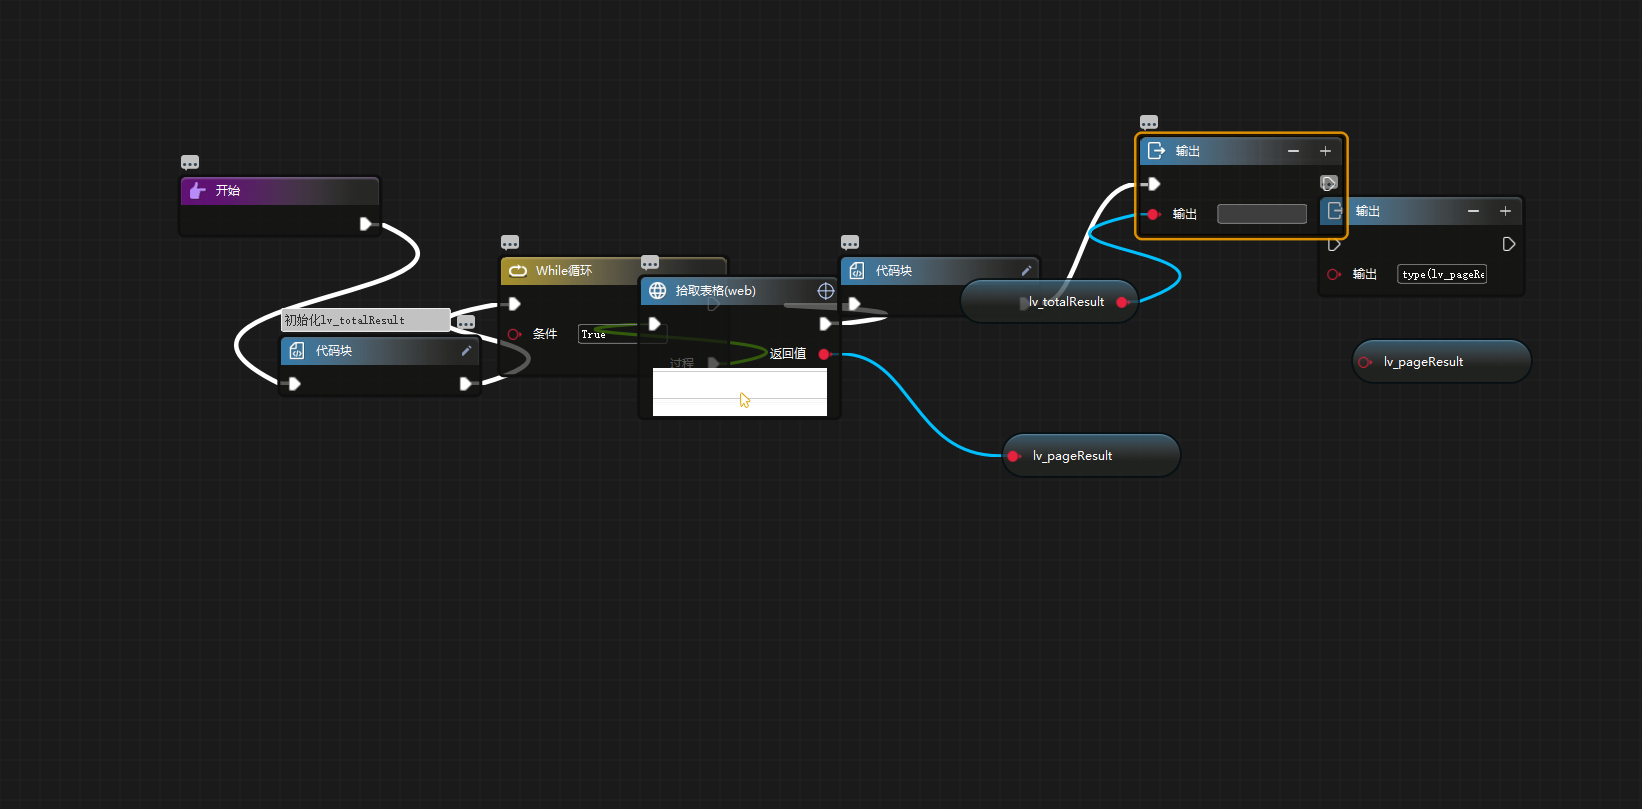 开始
初始化lv_totalResult
代码块
While循环
条件
True
过程
拾取表格(web)
返回值
代码块
lv_totalResult
lv_pageResult
输出
输出
输出
输出
type(lv_pageRe
lv_pageResult